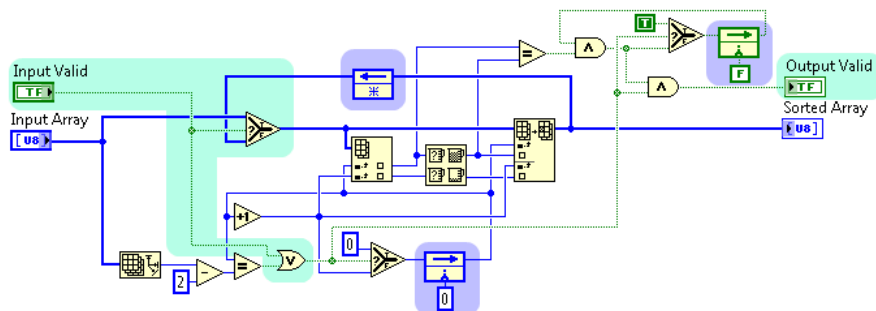 Input Valid
TF
Input Array
[U8]
?
T
F
+1
2
-
=
V
0
?
T
F
0
=
Λ
T
?
T
F
F
Λ
Output Valid
TF
Sorted Array
U8]